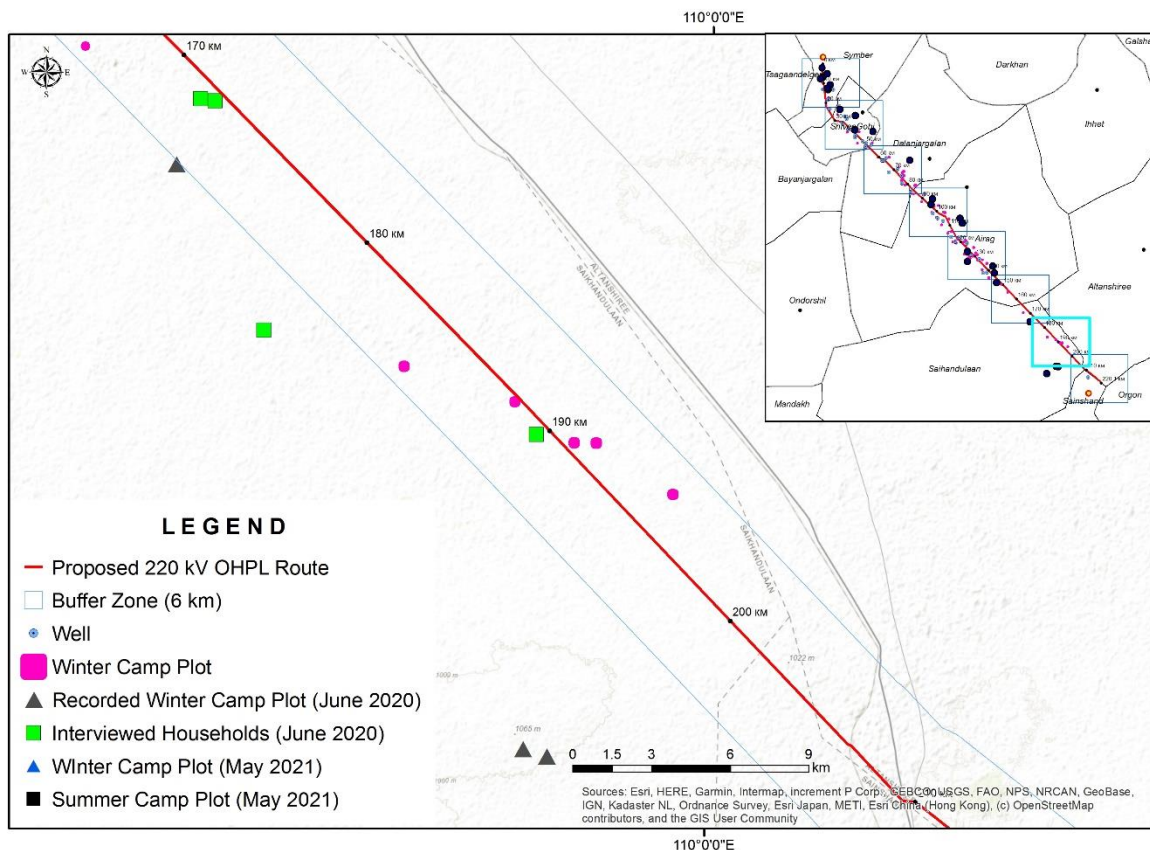 110°0'0"E
170 км
180 км
190 км
200 км
ALTANSHIREE
SAIKHANDULAAN
SAIKHANDULAAN
1022 m
1000 m
1065 m
N
W
E
S
Symber
Galsha
Darkhan
Ihhet
Dalanjargalan
Bayanjargalan
Airag
Ondorshil
Altanshiree
Saihandulaan
Mandakh
Sainshand
Orgon
LEGEND
Proposed 220 kV OHPL Route
Buffer Zone (6 km)
Well
Winter Camp Plot
Recorded Winter Camp Plot (June 2020)
Interviewed Households (June 2020)
WInter Camp Plot (May 2021)
Summer Camp Plot (May 2021)
0 1.5 3 6 9
km
Sources: Esri, HERE, Garmin, Intermap, increment P Corp., GEBCO, USGS, FAO, NPS, NRCAN, GeoBase,
IGN, Kadaster NL, Ordnance Survey, Esri Japan, METI, Esri China (Hong Kong), (c) OpenStreetMap
contributors, and the GIS User Community
110°0'0"E